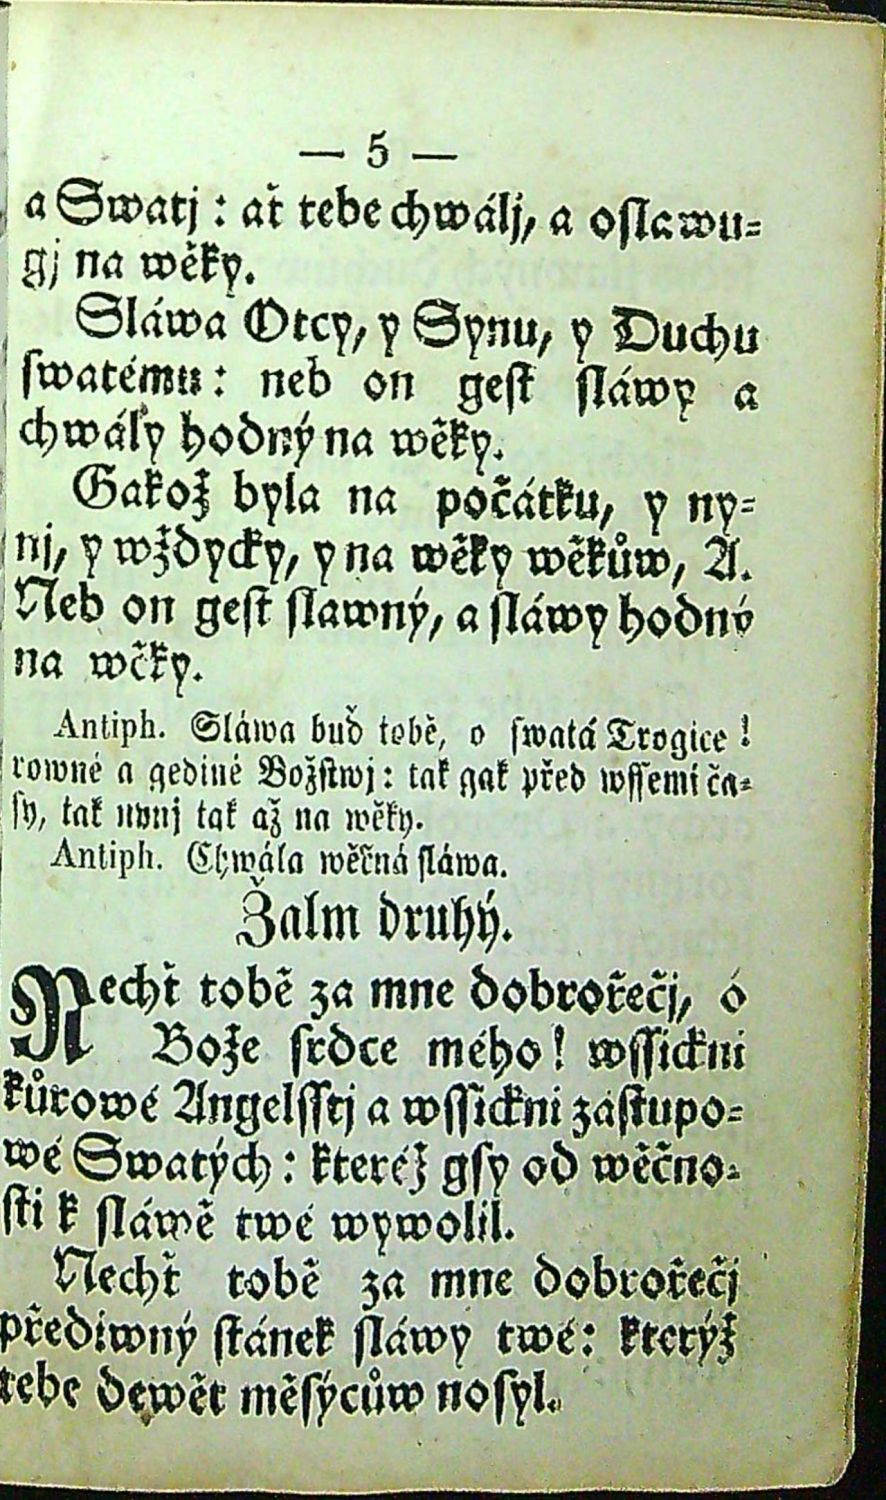 — 5 —
a Swatj : ať tebe chwálj, a oslawu-
gj na wěky.
Sláwa Otcy, y Synu, y Duchu
swatému: neb on gest sláwy a
chwály hodný na wěky.
Gakož byla na počátku, y ny-
nj, y wždycky, y na wěky wěkůw, A.
Neb on gest slawný, a sláwy hodný
na wěky.
Antiph. Sláwa buď tobě, o swatá Trogice!
rowné a gediné Božstwj: tak gak před wssemi ča-
sy, tak nynj tak až na wěky.
Antiph. Chwála wěčná sláwa.
Žalm druhý.
Nechť tobě za mne dobrořečj, ó
Bože srdce mého! wssickni
kůrowé Angelsstj a wssickni zástupo-
wé Swatých: kteréž gsy od wěčno-
sti k sláwě twé wywolil.
Nechť tobě za mne dobrořečj
předjwný stánek sláwy twé: kterýž
tebe dewět měsýcůw nosyl.